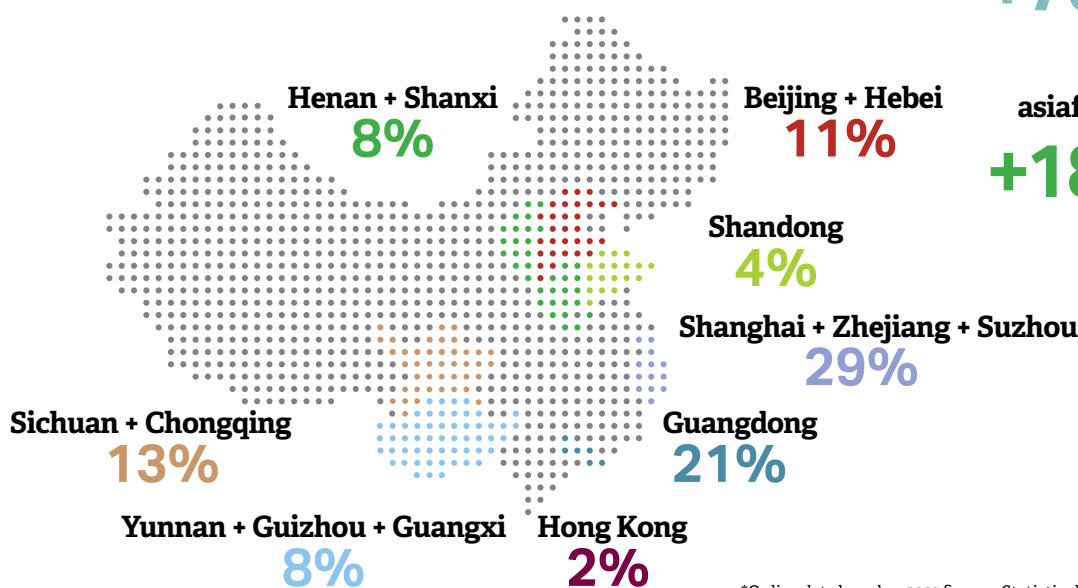 Henan + Shanxi
8%
Beijing + Hebei
11%
Shandong
4%
Shanghai + Zhejiang + Suzhou
29%
Sichuan + Chongqing
13%
Guangdong
21%
Yunnan + Guizhou + Guangxi
8%
Hong Kong
2%